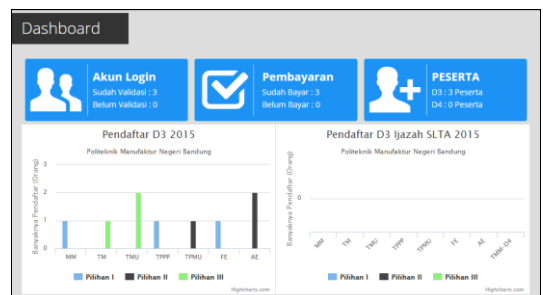 Dashboard
Akun Login
Sudah Validasi : 3
Belum Validasi : 0
Pembayaran
Sudah Bayar : 3
Belum Bayar : 0
PESERTA
D3 : 3 Peserta
D4 : 0 Peserta
Pendaftar D3 2015
Politeknik Manufaktur Negeri Bandung
Banyaknya Pendaftar (Orang)
3
2
1
0
MM TM TMU TPPP TPMU FE AE
Pilihan I Pilihan II Pilihan III
Highcharts.com
Pendaftar D3 Ijazah SLTA 2015
Politeknik Manufaktur Negeri Bandung
Banyaknya Pendaftar (Orang)
0
MM TM TMU TPPP TPMU FE AE TMM-D4
Pilihan I Pilihan II Pilihan III
Highcharts.com